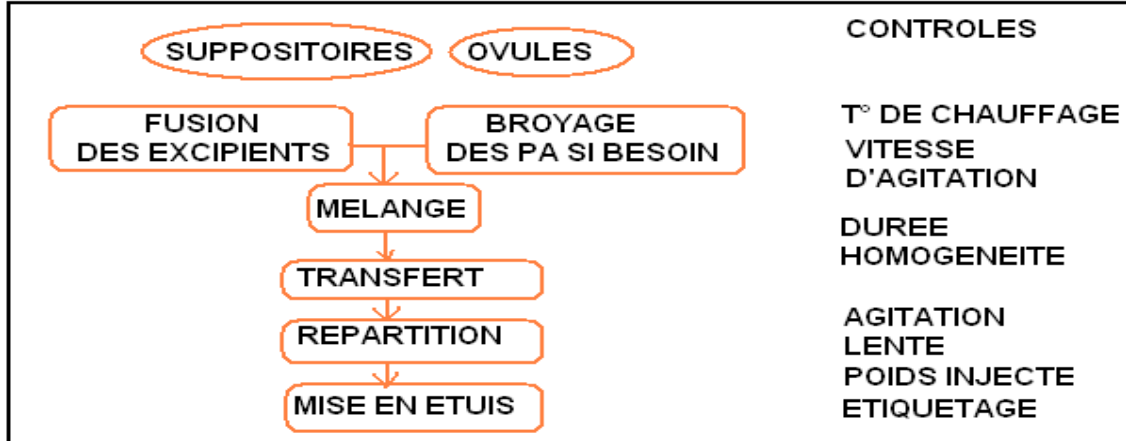 SUPPOSITOIRES
OVULES
CONTROLES
FUSION
DES EXCIPIENTS
BROYAGE
DES PA SI BESOIN
T° DE CHAUFFAGE
VITESSE
D'AGITATION
MELANGE
DUREE
HOMOGENEITE
TRANSFERT
REPARTITION
AGITATION
LENTE
POIDS INJECTE
MISE EN ETUIS
ETIQUETAGE